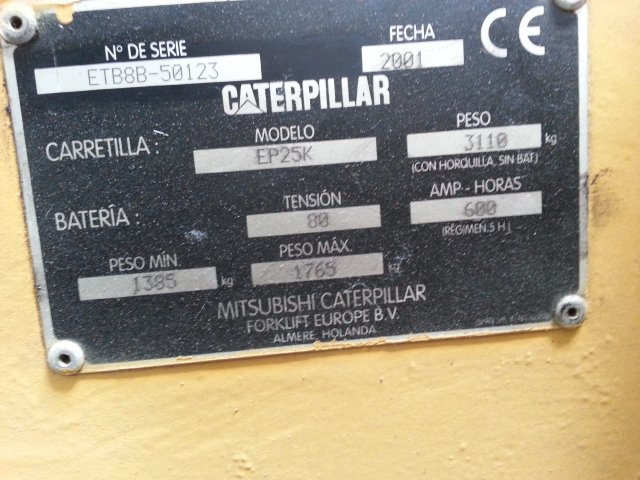 Nº DE SERIE
FECHA
CE
ETB8B-50123
2001
CATERPILLAR
MODELO
PESO
CARRETILLA :
EP25K
3110 kg
(CON HORQUILLA, SIN BAT)
TENSIÓN
AMP - HORAS
BATERÍA :
80
600
(RÉGIMEN 5 H)
PESO MÍN.
PESO MÁX.
1385 kg
1765 kg
MITSUBISHI CATERPILLAR
FORKLIFT EUROPE B.V.
ALMERE, HOLANDA